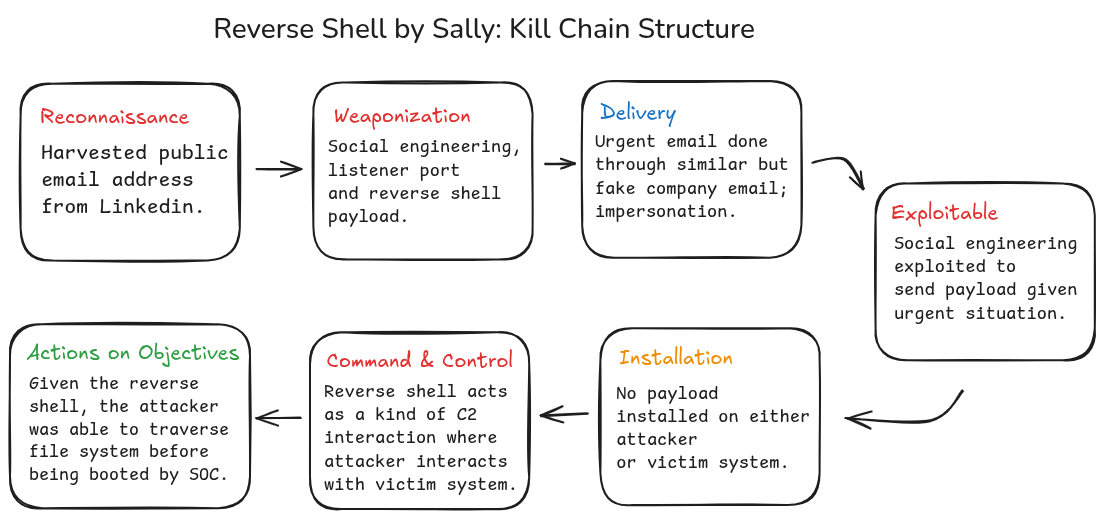 Reverse Shell by Sally: Kill Chain Structure
Reconnaissance
Harvested public
email address
from Linkedin.
Weaponization
Social engineering,
listener port
and reverse shell
payload.
Delivery
Urgent email done
through similar but
fake company email;
impersonation.
Exploitable
Social engineering
exploited to
send payload given
urgent situation.
Installation
No payload
installed on either
attacker
or victim system.
Command & Control
Reverse shell acts
as a kind of C2
interaction where
attacker interacts
with victim system.
Actions on Objectives
Given the reverse
shell, the attacker
was able to traverse
file system before
being booted by SOC.